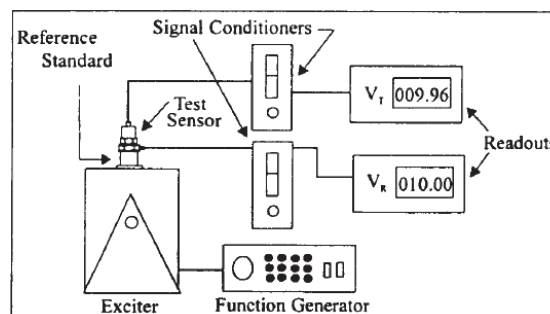 Reference
Standard
Signal Conditioners
Test
Sensor
V_T 009.96
Readouts
V_R 010.00
Exciter
Function Generator